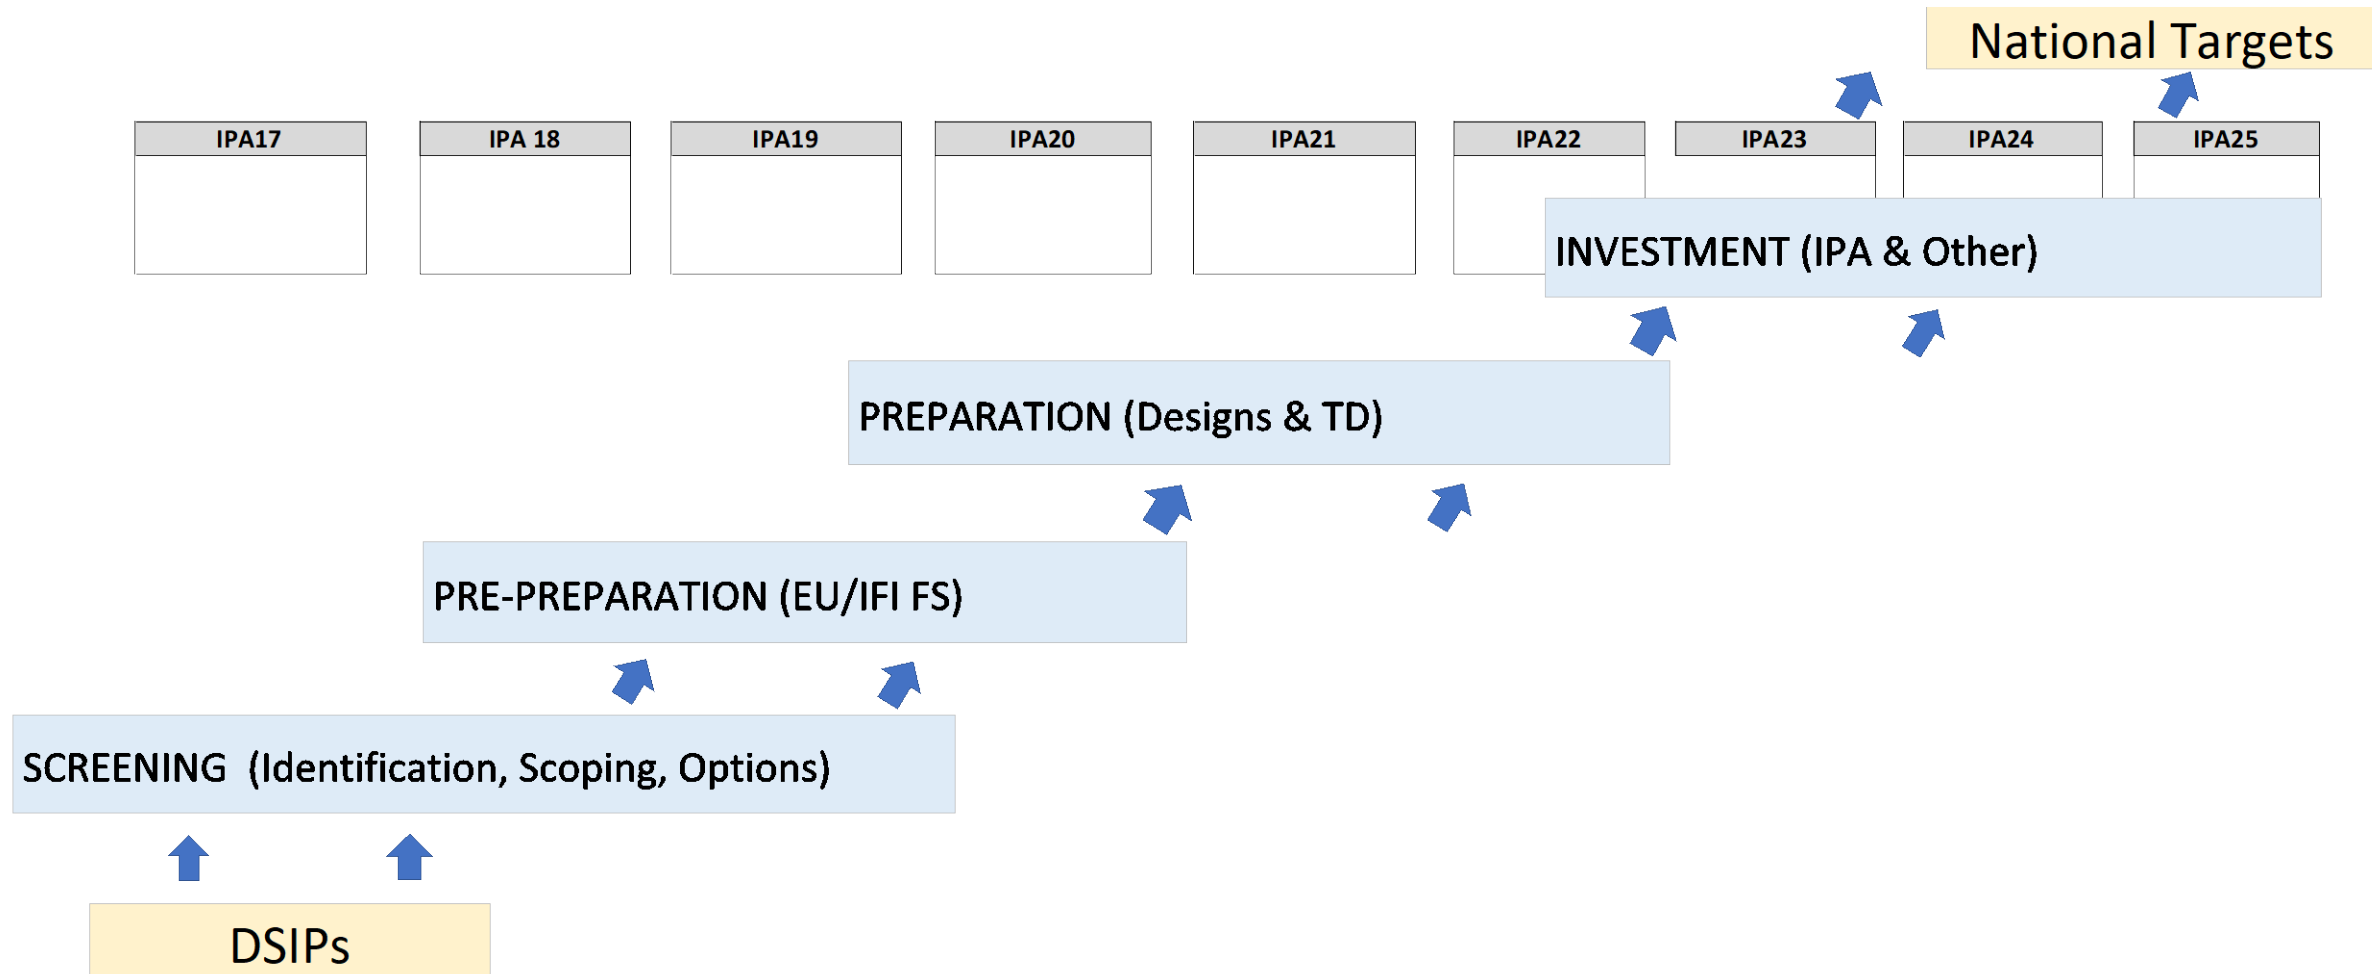 National Targets
IPA17
IPA 18
IPA19
IPA20
IPA21
IPA22
IPA23
IPA24
IPA25
INVESTMENT (IPA & Other)
PREPARATION (Designs & TD)
PRE-PREPARATION (EU/IFI FS)
SCREENING  (Identification, Scoping, Options)
DSIPs